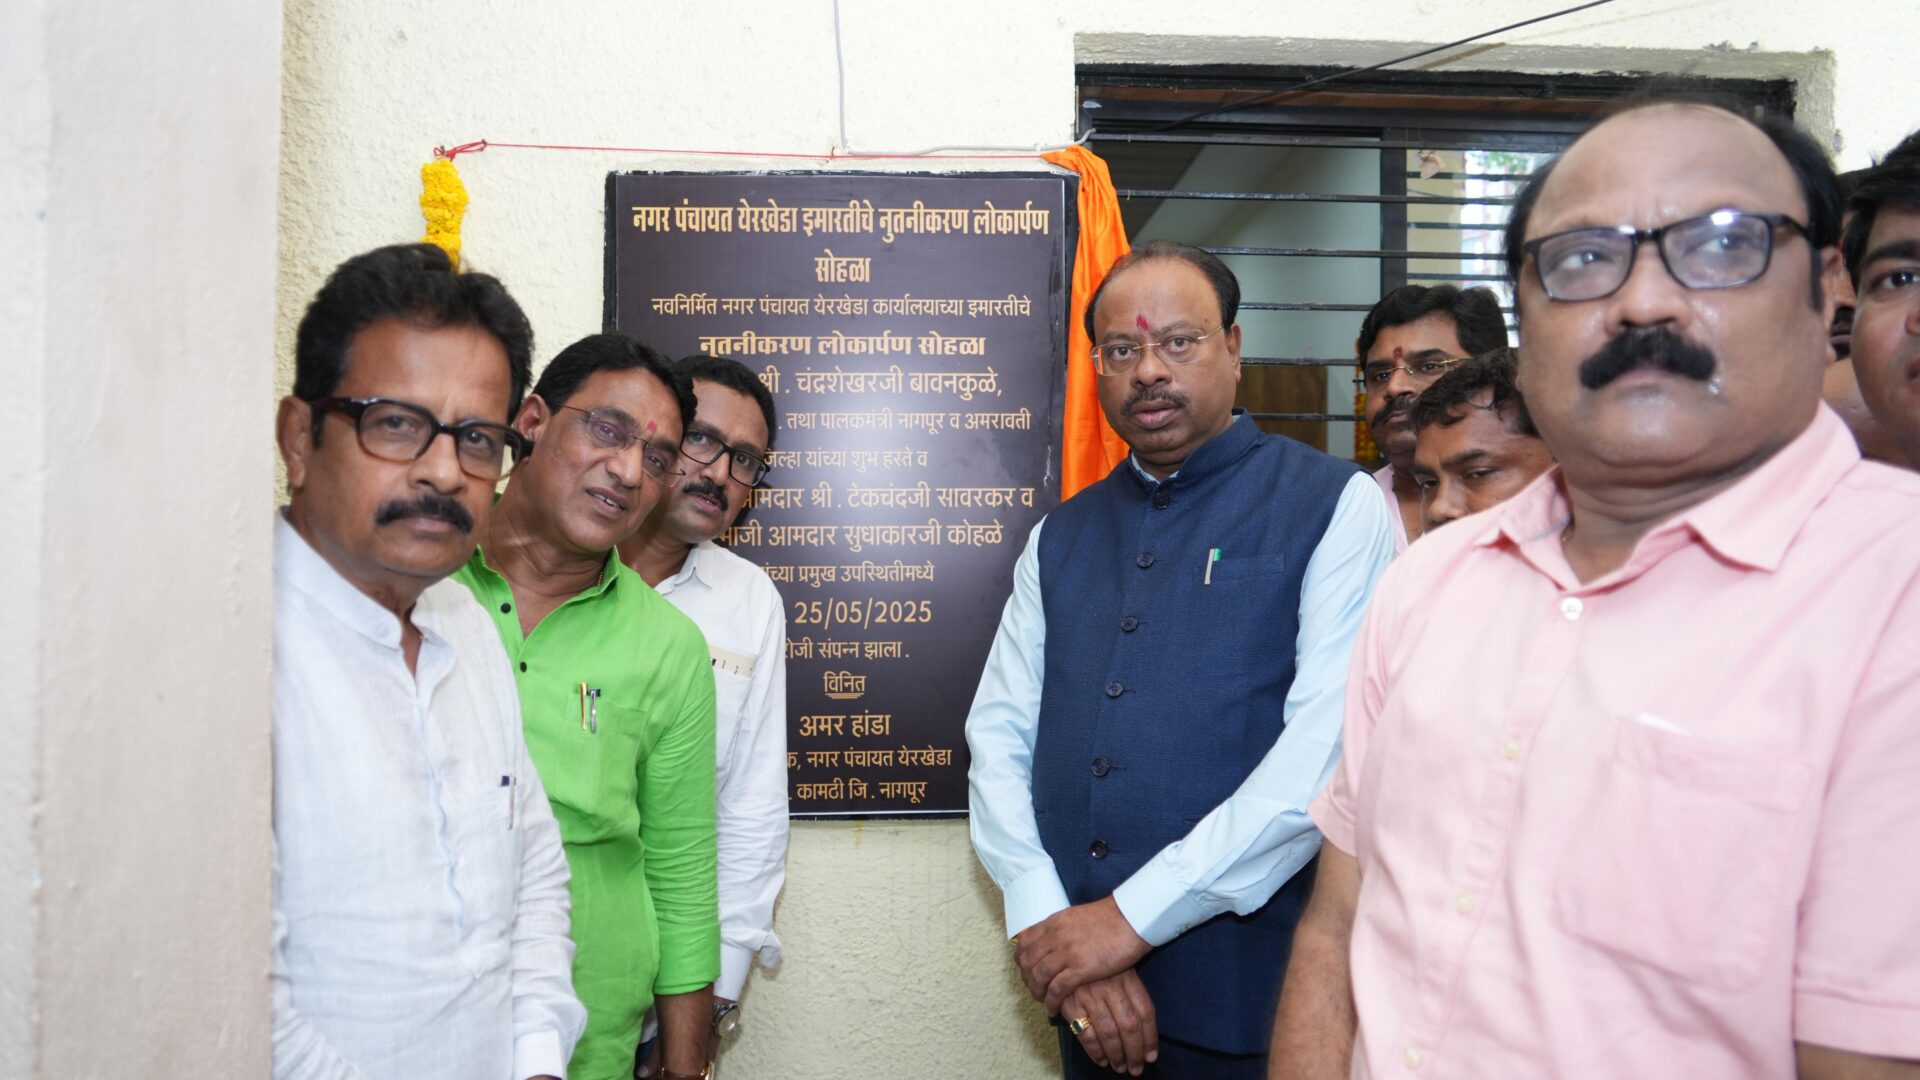 नगर पंचायत येरखेडा इमारतीचे नुतनीकरण लोकार्पण
सोहळा
नवनिर्मित नगर पंचायत येरखेडा कार्यालयाच्या इमारतीचे
नुतनीकरण लोकार्पण सोहळा
श्री . चंद्रशेखरजी बावनकुळे,
. तथा पालकमंत्री नागपूर व अमरावती
जिल्हा यांच्या शुभ हस्ते व
आमदार श्री . टेकचंदजी सावरकर व
माजी आमदार सुधाकारजी कोहळे
यांच्या प्रमुख उपस्थितीमध्ये
. 25/05/2025
रोजी संपन्न झाला .
विनित
अमर हांडा
क, नगर पंचायत येरखेडा
. कामठी जि . नागपूर